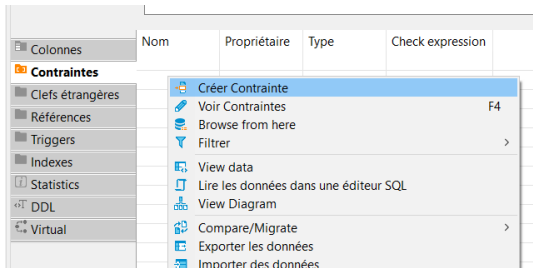 Nom Propriétaire Type Check expression
Colonnes
Contraintes
Clefs étrangères
Références
Triggers
Indexes
Statistics
DDL
Virtual
Créer Contrainte
Voir Contraintes F4
Browse from here
Filtrer
View data
Lire les données dans une éditeur SQL
View Diagram
Compare/Migrate
Exporter les données
Importer des données